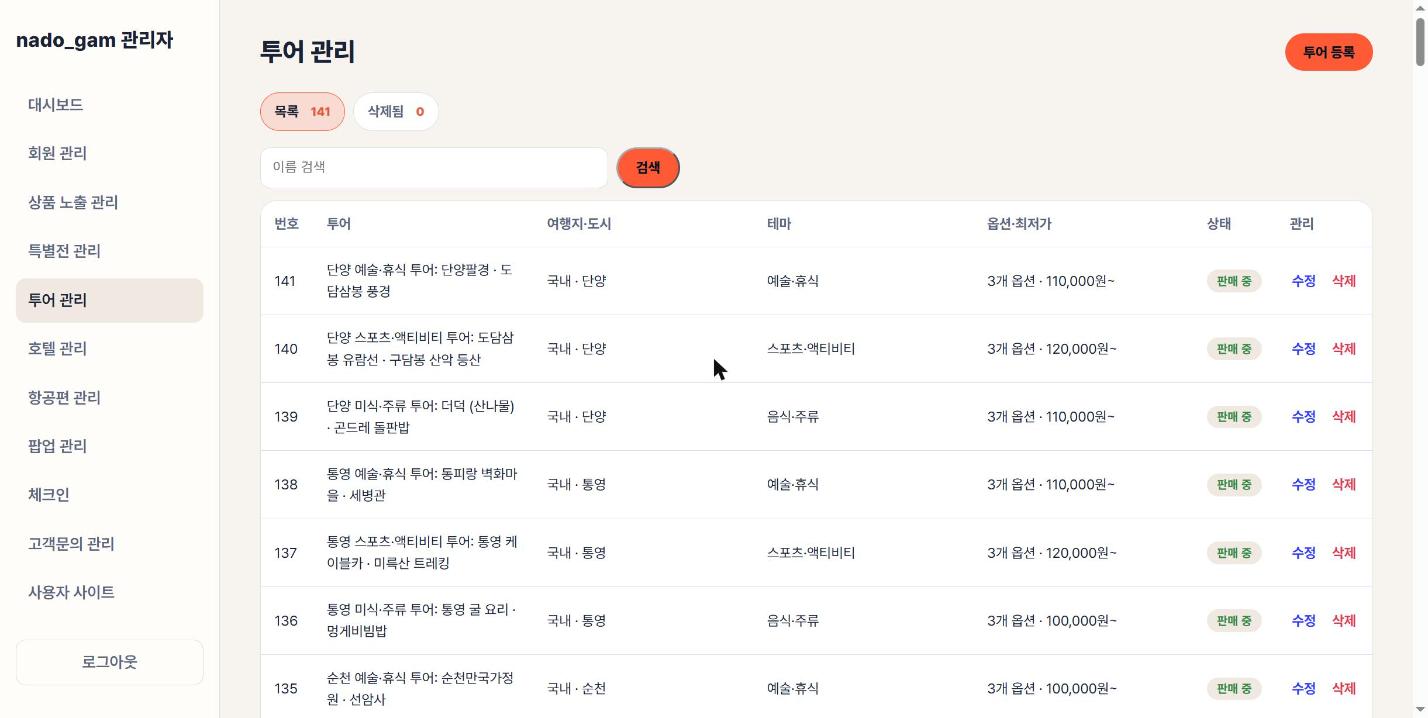 nado_gam 관리자
대시보드
회원 관리
상품 노출 관리
특별전 관리
투어 관리
호텔 관리
항공편 관리
팝업 관리
체크인
고객문의 관리
사용자 사이트
로그아웃
투어 관리
투어 등록
목록 141
삭제됨 0
이름 검색
검색
번호 투어 여행지·도시 테마 옵션·최저가 상태 관리
141 단양 예술·휴식 투어: 단양팔경 · 도
담삼봉 풍경 국내 · 단양 예술·휴식 3개 옵션 · 110,000원~ 판매 중 수정 삭제
140 단양 스포츠·액티비티 투어: 도담삼
봉 유람선 · 구담봉 산악 등산 국내 · 단양 스포츠·액티비티 3개 옵션 · 120,000원~ 판매 중 수정 삭제
139 단양 미식·주류 투어: 더덕 (산나물)
· 곤드레 돌판밥 국내 · 단양 음식·주류 3개 옵션 · 110,000원~ 판매 중 수정 삭제
138 통영 예술·휴식 투어: 통피랑 벽화마
을 · 세병관 국내 · 통영 예술·휴식 3개 옵션 · 110,000원~ 판매 중 수정 삭제
137 통영 스포츠·액티비티 투어: 통영 케
이블카 · 미륵산 트레킹 국내 · 통영 스포츠·액티비티 3개 옵션 · 120,000원~ 판매 중 수정 삭제
136 통영 미식·주류 투어: 통영 굴 요리 ·
멍게비빔밥 국내 · 통영 음식·주류 3개 옵션 · 100,000원~ 판매 중 수정 삭제
135 순천 예술·휴식 투어: 순천만국가정
원 · 선암사 국내 · 순천 예술·휴식 3개 옵션 · 100,000원~ 판매 중 수정 삭제